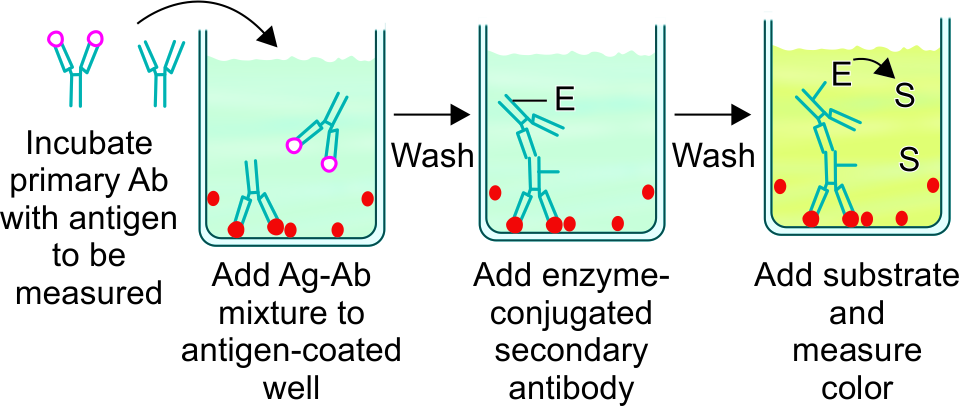 Incubate
primary Ab
with antigen
to be
measured
Add Ag-Ab
mixture to
antigen-coated
well
Wash
E
Add enzyme-
conjugated
secondary
antibody
Wash
E
S
S
Add substrate
and
measure
color